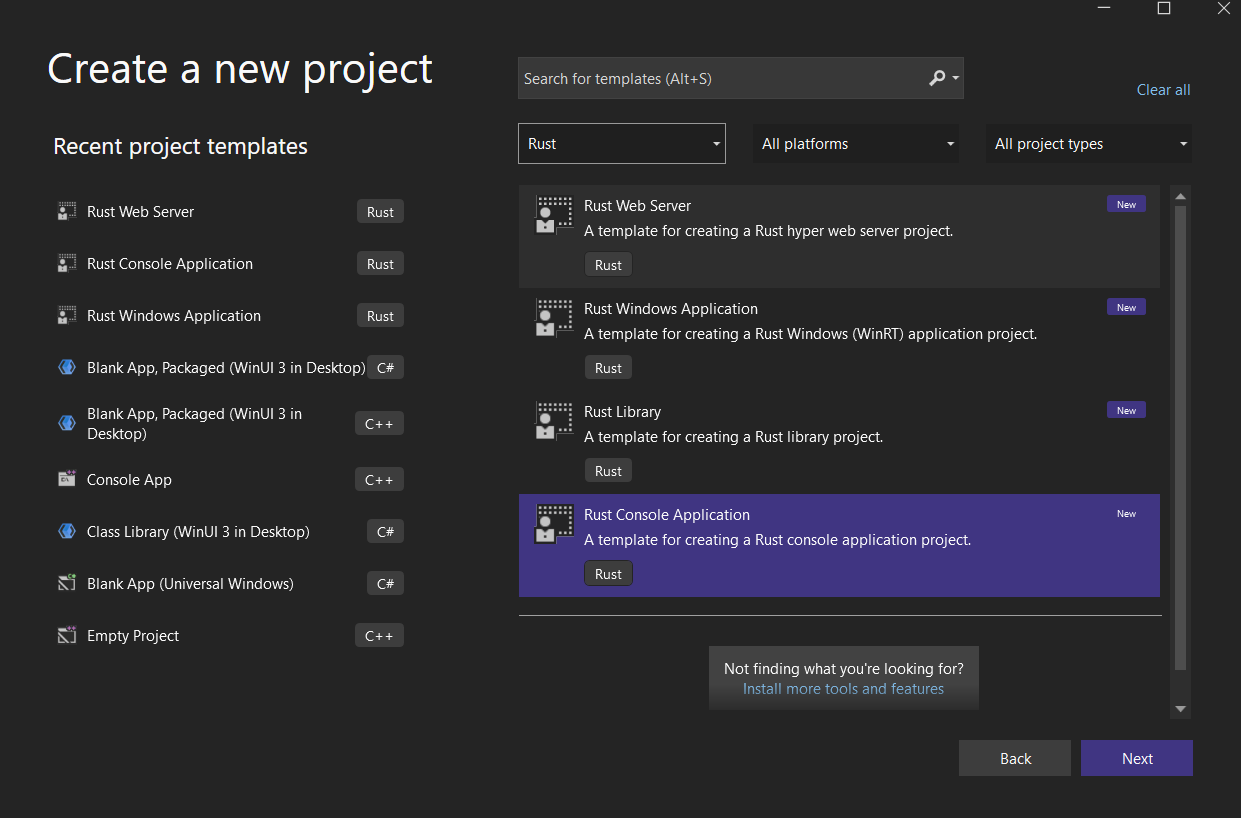 Create a new project
Search for templates (Alt+S)
Clear all
Recent project templates
Rust
All platforms
All project types
Rust Web Server
Rust
Rust Console Application
Rust
Rust Windows Application
Rust
Blank App, Packaged (WinUI 3 in Desktop)
C#
Blank App, Packaged (WinUI 3 in
Desktop)
C++
Console App
C++
Class Library (WinUI 3 in Desktop)
C#
Blank App (Universal Windows)
C#
Empty Project
C++
Rust Web Server
New
A template for creating a Rust hyper web server project.
Rust
Rust Windows Application
New
A template for creating a Rust Windows (WinRT) application project.
Rust
Rust Library
New
A template for creating a Rust library project.
Rust
Rust Console Application
New
A template for creating a Rust console application project.
Rust
Not finding what you're looking for?
Install more tools and features
Back
Next